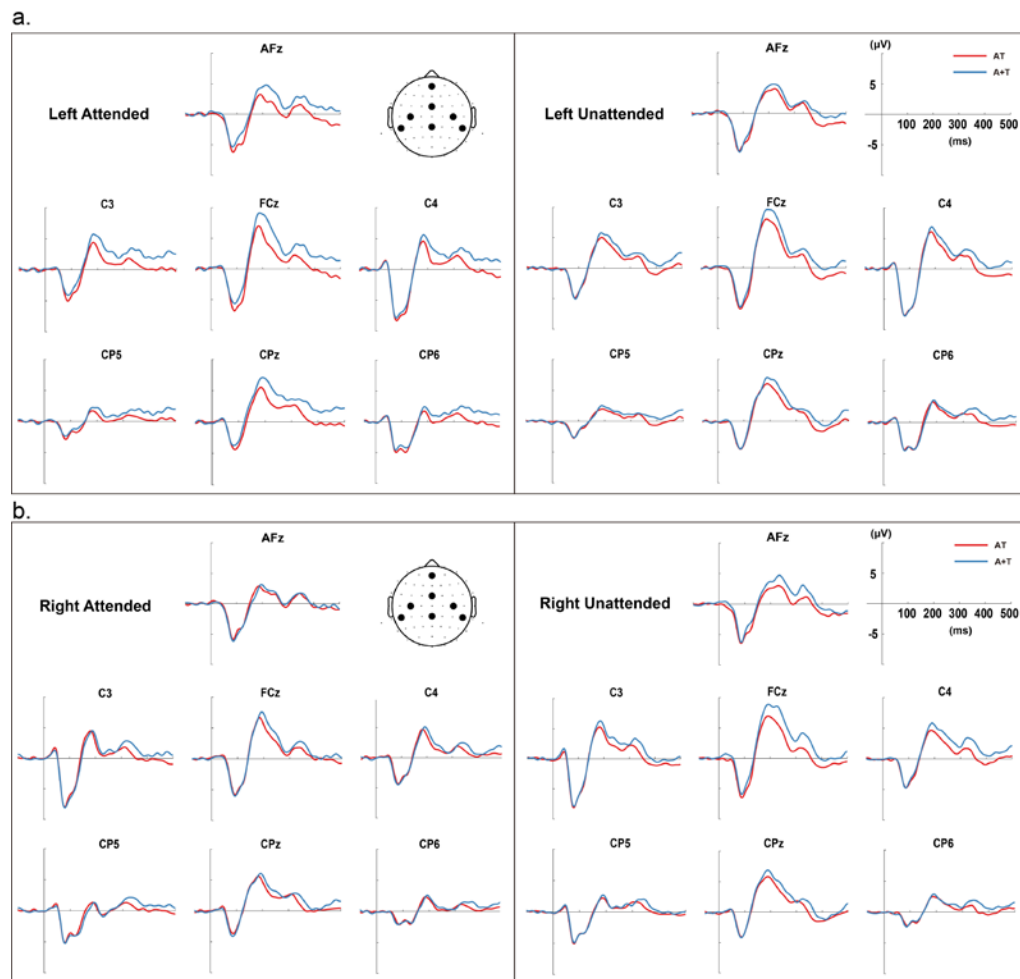 a.
AFz
AFz
(µV)
AT
A+T
Left Attended
Left Unattended
5
100 200 300 400 500
-5
(ms)
C3
FCz
C4
C3
FCz
C4
CP5
CPz
CP6
CP5
CPz
CP6
b.
AFz
AFz
(µV)
AT
A+T
Right Attended
Right Unattended
5
100 200 300 400 500
-5
(ms)
C3
FCz
C4
C3
FCz
C4
CP5
CPz
CP6
CP5
CPz
CP6